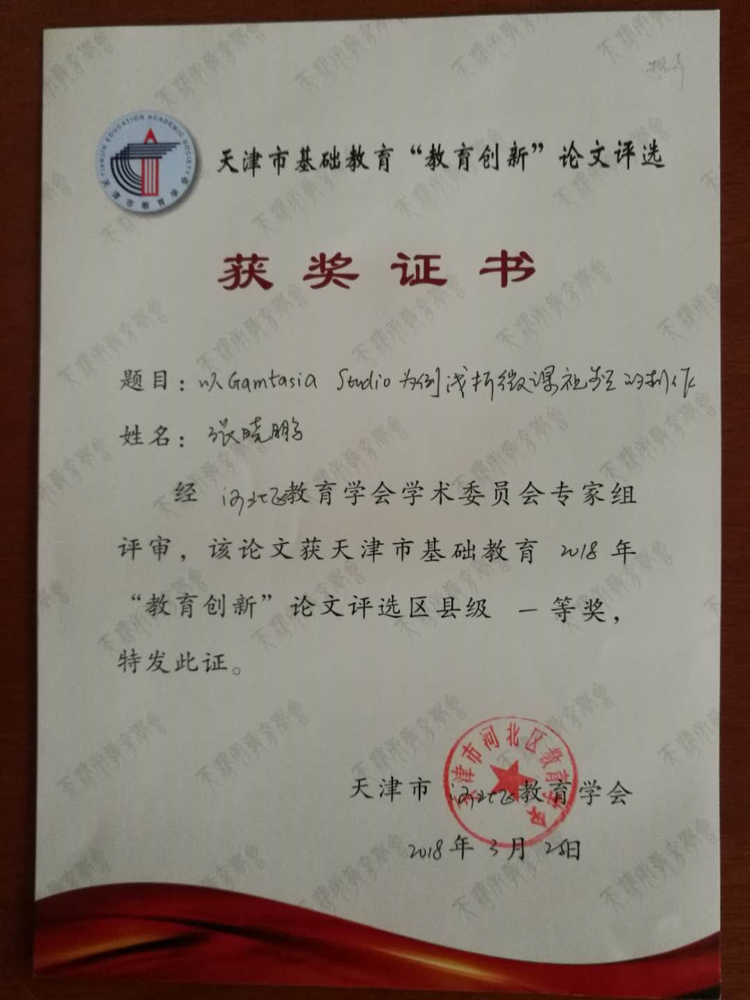 TIANJIN EDUCATION ACADEMIC SOCIETY
天津市教育学会
天津市基础教育“教育创新”论文评选
获奖证书
题目：以Gamtasia Studio为例浅析微课视频的制作
姓名：张晓鹏
经 河北区教育学会学术委员会专家组
评审，该论文获天津市基础教育 2018 年
“教育创新”论文评选区县级 一等奖，
特发此证。
天津市河北区教育学会
天津市 河北区教育学会
2018年3月 日